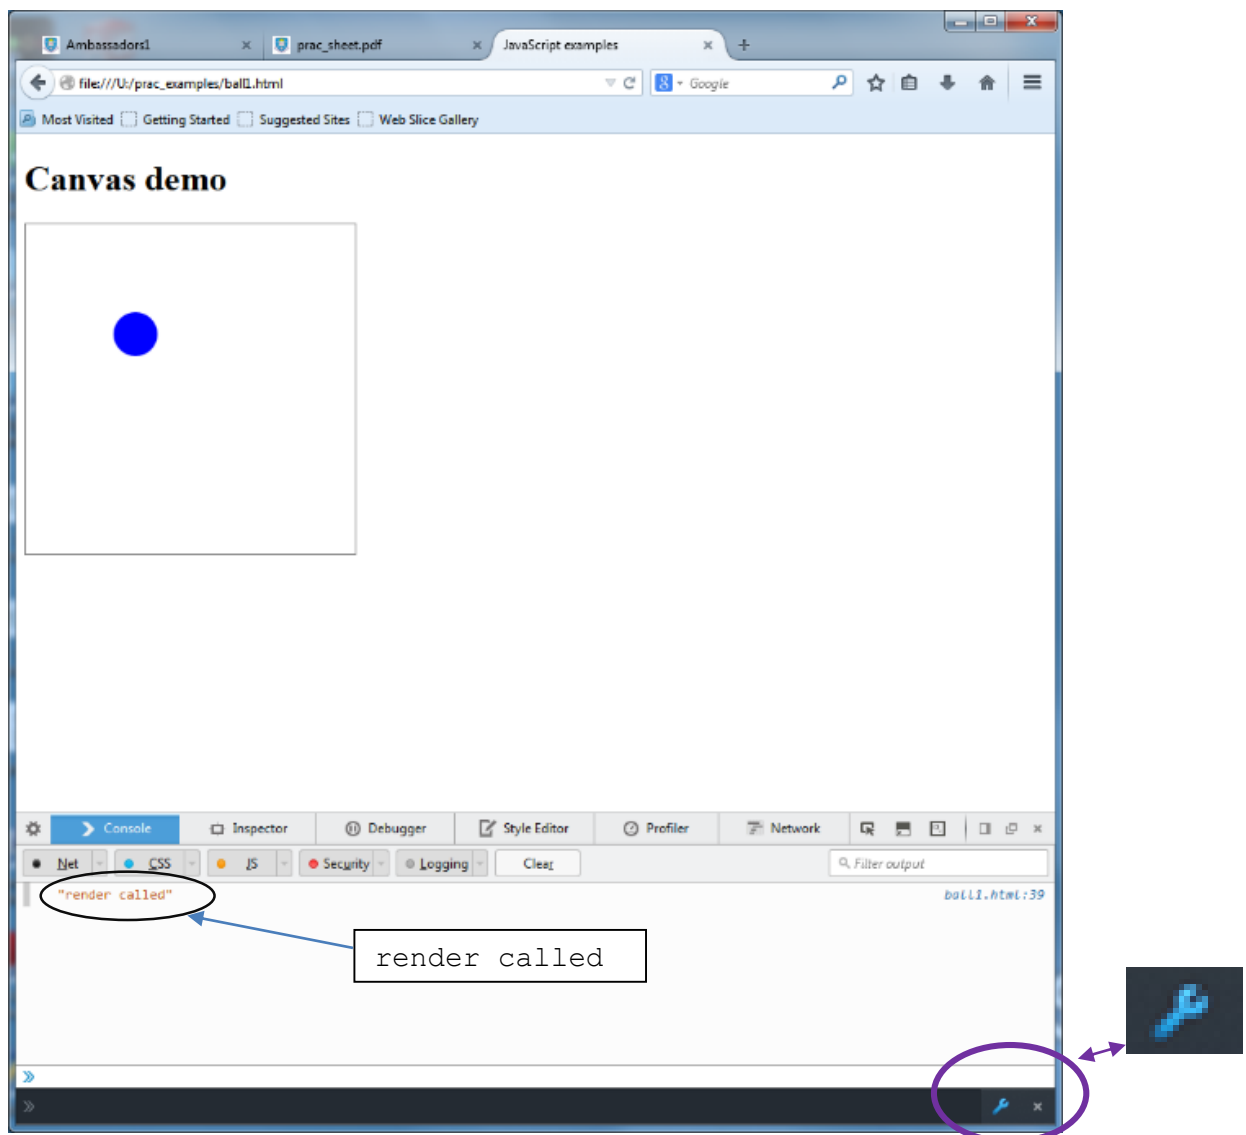 Ambassadors1 prac_sheet.pdf JavaScript examples
file:///U:/prac_examples/ball1.html Google
Most Visited Getting Started Suggested Sites Web Slice Gallery
Canvas demo
Console Inspector Debugger Style Editor Profiler Network
Net CSS JS Security Logging Clear Filter output
"render called" ball1.html:39
render called